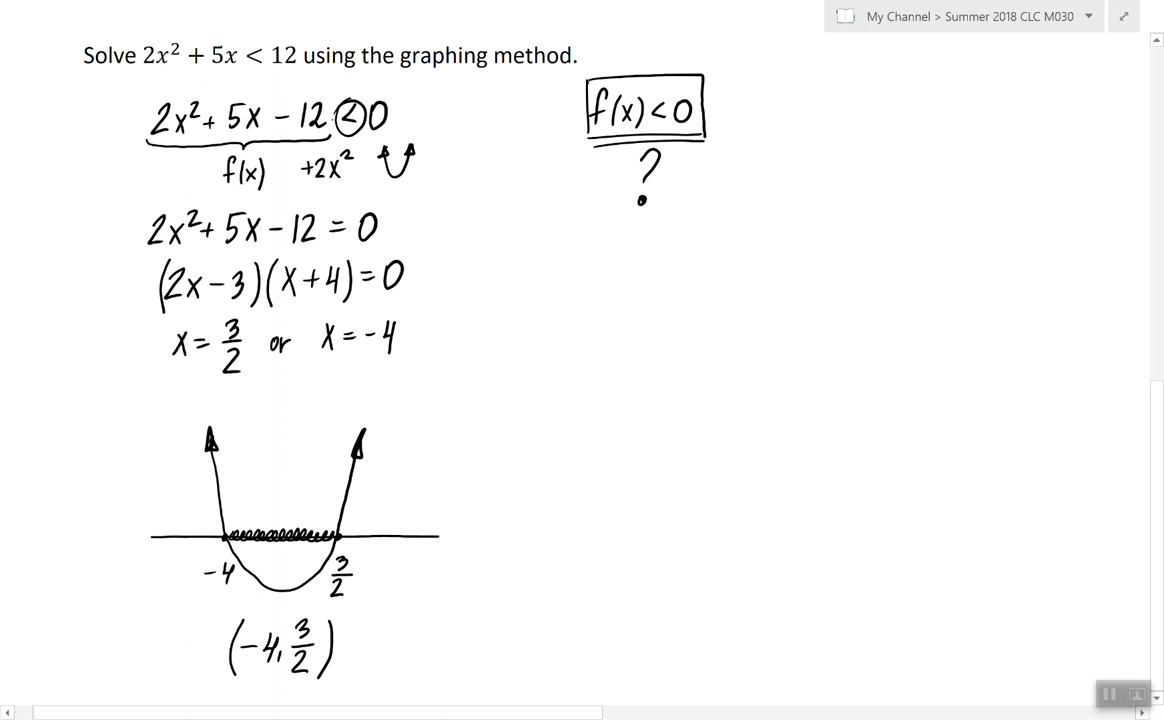 My Channel > Summer 2018 CLC M030
Solve 2x² + 5x < 12 using the graphing method.
2x² + 5x - 12 < 0
f(x) < 0
f(x) +2x²
?
2x² + 5x - 12 = 0
(2x - 3)(x + 4) = 0
x = 3/2 or x = -4
-4 3/2
(-4, 3/2)